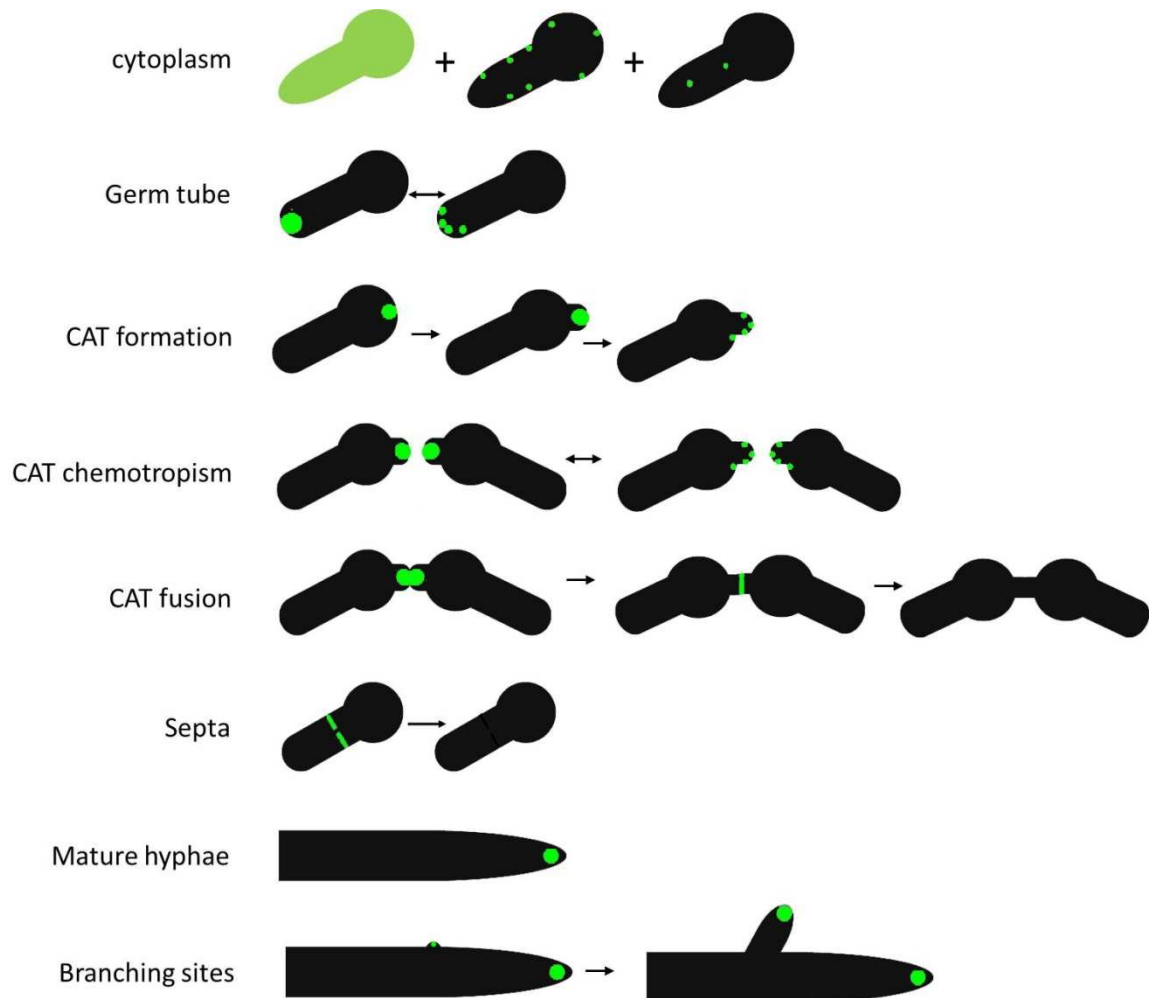 cytoplasm + +
Germ tube
CAT formation
CAT chemotropism
CAT fusion
Septa
Mature hyphae
Branching sites